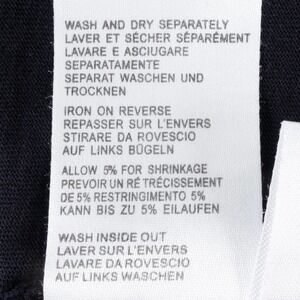 WASH AND DRY SEPARATELY
LAVER ET SÉCHER SÉPARÉMENT
LAVARE E ASCIUGARE
SEPARATAMENTE
SEPARAT WASCHEN UND
TROCKNEN
IRON ON REVERSE
REPASSER SUR L'ENVERS
STIRARE DA ROVESCIO
AUF LINKS BÜGELN
ALLOW 5% FOR SHRINKAGE
PREVOIR UN RÉTRÉCISSEMENT
DE 5% RESTRINGIMENTO 5%
KANN BIS ZU 5% EILAUFEN
WASH INSIDE OUT
LAVER SUR L'ENVERS
LAVARE DA ROVESCIO
AUF LINKS WASCHEN